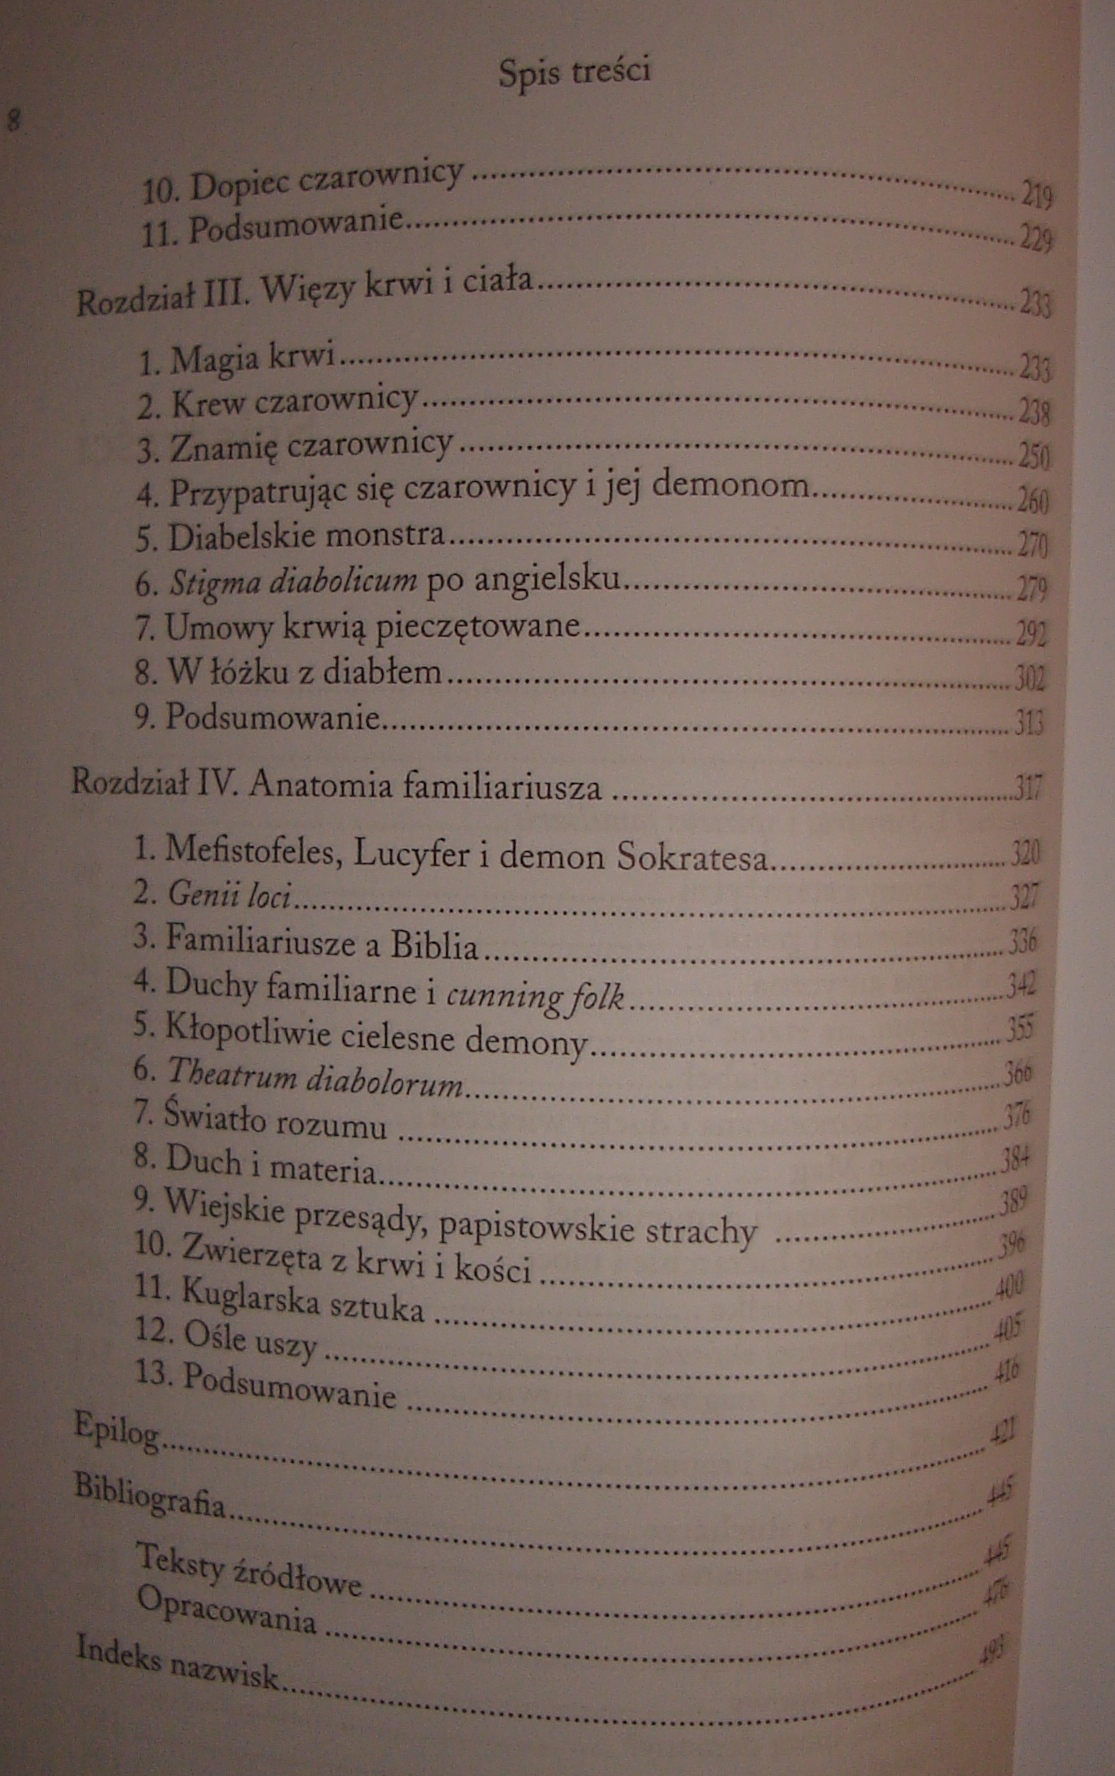 Spis treści
8
10. Dopiec czarownicy ........ 219
11. Podsumowanie ........ 229
Rozdział III. Więzy krwi i ciała ........ 233
1. Magia krwi ........ 233
2. Krew czarownicy ........ 238
3. Znamię czarownicy ........ 250
4. Przypatrując się czarownicy i jej demonom ........ 260
5. Diabelskie monstra ........ 270
6. Stigma diabolicum po angielsku ........ 279
7. Umowy krwią pieczętowane ........ 292
8. W łóżku z diabłem ........ 302
9. Podsumowanie ........ 313
Rozdział IV. Anatomia familiariusza ........ 317
1. Mefistofeles, Lucyfer i demon Sokratesa ........ 320
2. Genii loci ........ 327
3. Familiariusze a Biblia ........ 336
4. Duchy familiarne i cunning folk ........ 342
5. Kłopotliwie cielesne demony ........ 355
6. Theatrum diabolorum ........ 366
7. Światło rozumu ........ 376
8. Duch i materia ........ 384
9. Wiejskie przesądy, papistowskie strachy ........ 389
10. Zwierzęta z krwi i kości ........ 396
11. Kuglarska sztuka ........ 400
12. Ośle uszy ........ 405
13. Podsumowanie ........ 416
Epilog ........ 421
Bibliografia ........ 445
Teksty źródłowe ........ 445
Opracowania ........ 476
Indeks nazwisk ........ 493